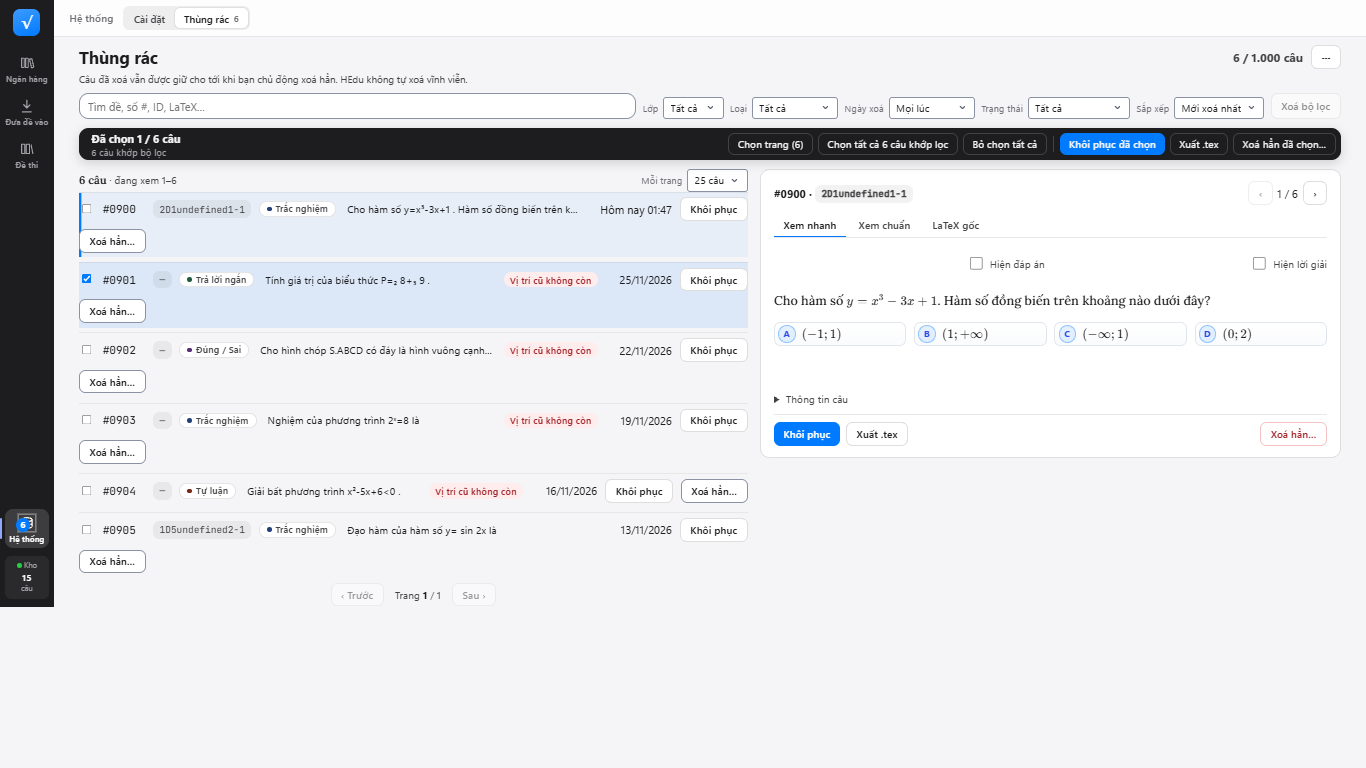 √
Hệ thống
Cài đặt
Thùng rác 6
Ngân hàng
Đưa đề vào
Đề thi
Hệ thống
6
Kho
15
câu
Thùng rác
6 / 1.000 câu
...
Câu đã xoá vẫn được giữ cho tới khi bạn chủ động xoá hẳn. HEdu không tự xoá vĩnh viễn.
Tìm đề, số #, ID, LaTeX...
Lớp Tất cả
Loại Tất cả
Ngày xoá Mọi lúc
Trạng thái Tất cả
Sắp xếp Mới xoá nhất
Xoá bộ lọc
Đã chọn 1 / 6 câu
6 câu khớp bộ lọc
Chọn trang (6)
Chọn tất cả 6 câu khớp lọc
Bỏ chọn tất cả
Khôi phục đã chọn
Xuất .tex
Xoá hẳn đã chọn...
6 câu · đang xem 1–6
Mỗi trang 25 câu
#0900 2D1undefined1-1 Trắc nghiệm Cho hàm số y=x³-3x+1 . Hàm số đồng biến trên k... Hôm nay 01:47 Khôi phục
Xoá hẳn...
#0901 — Trả lời ngắn Tính giá trị của biểu thức P=₂ 8+₃ 9 . Vị trí cũ không còn 25/11/2026 Khôi phục
Xoá hẳn...
#0902 — Đúng / Sai Cho hình chóp S.ABCD có đáy là hình vuông cạnh... Vị trí cũ không còn 22/11/2026 Khôi phục
Xoá hẳn...
#0903 — Trắc nghiệm Nghiệm của phương trình 2ˣ=8 là Vị trí cũ không còn 19/11/2026 Khôi phục
Xoá hẳn...
#0904 — Tự luận Giải bất phương trình x²-5x+6<0 . Vị trí cũ không còn 16/11/2026 Khôi phục Xoá hẳn...
#0905 1D5undefined2-1 Trắc nghiệm Đạo hàm của hàm số y= sin 2x là 13/11/2026 Khôi phục
Xoá hẳn...
‹ Trước Trang 1 / 1 Sau ›
#0900 · 2D1undefined1-1
‹ 1 / 6 ›
Xem nhanh
Xem chuẩn
LaTeX gốc
Hiện đáp án
Hiện lời giải
Cho hàm số y = x³ − 3x + 1. Hàm số đồng biến trên khoảng nào dưới đây?
A (−1; 1)
B (1; +∞)
C (−∞; 1)
D (0; 2)
Thông tin câu
Khôi phục
Xuất .tex
Xoá hẳn...